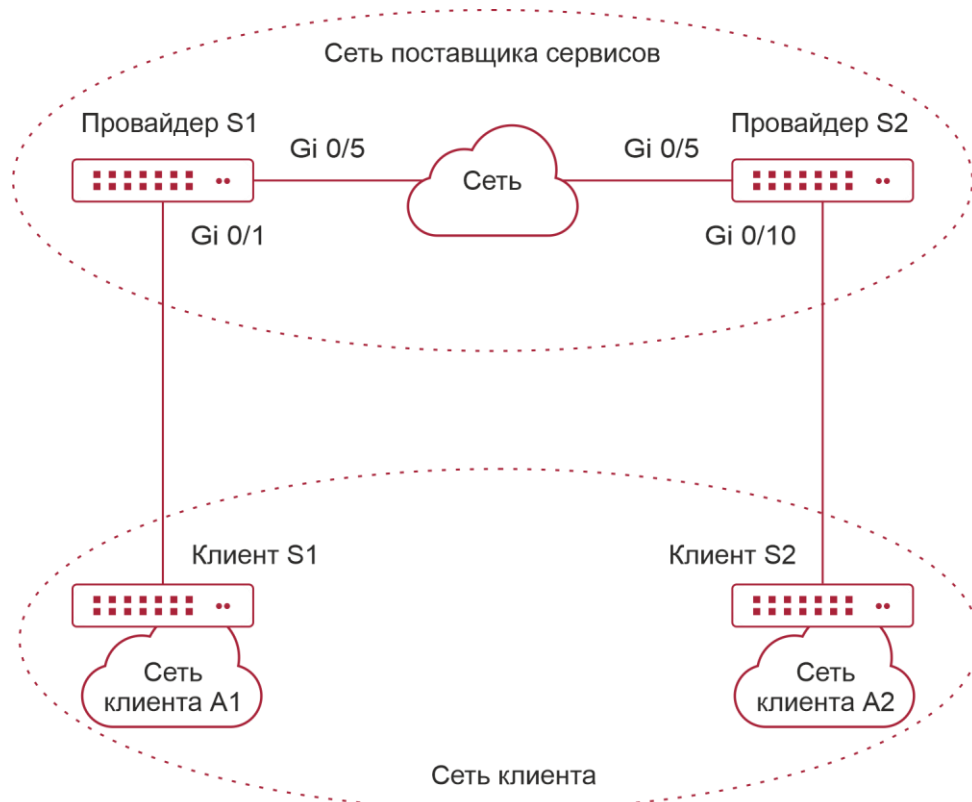 Сеть поставщика сервисов
Провайдер S1
Провайдер S2
Gi 0/5
Gi 0/5
Сеть
Gi 0/1
Gi 0/10
Клиент S1
Клиент S2
Сеть
клиента A1
Сеть
клиента A2
Сеть клиента